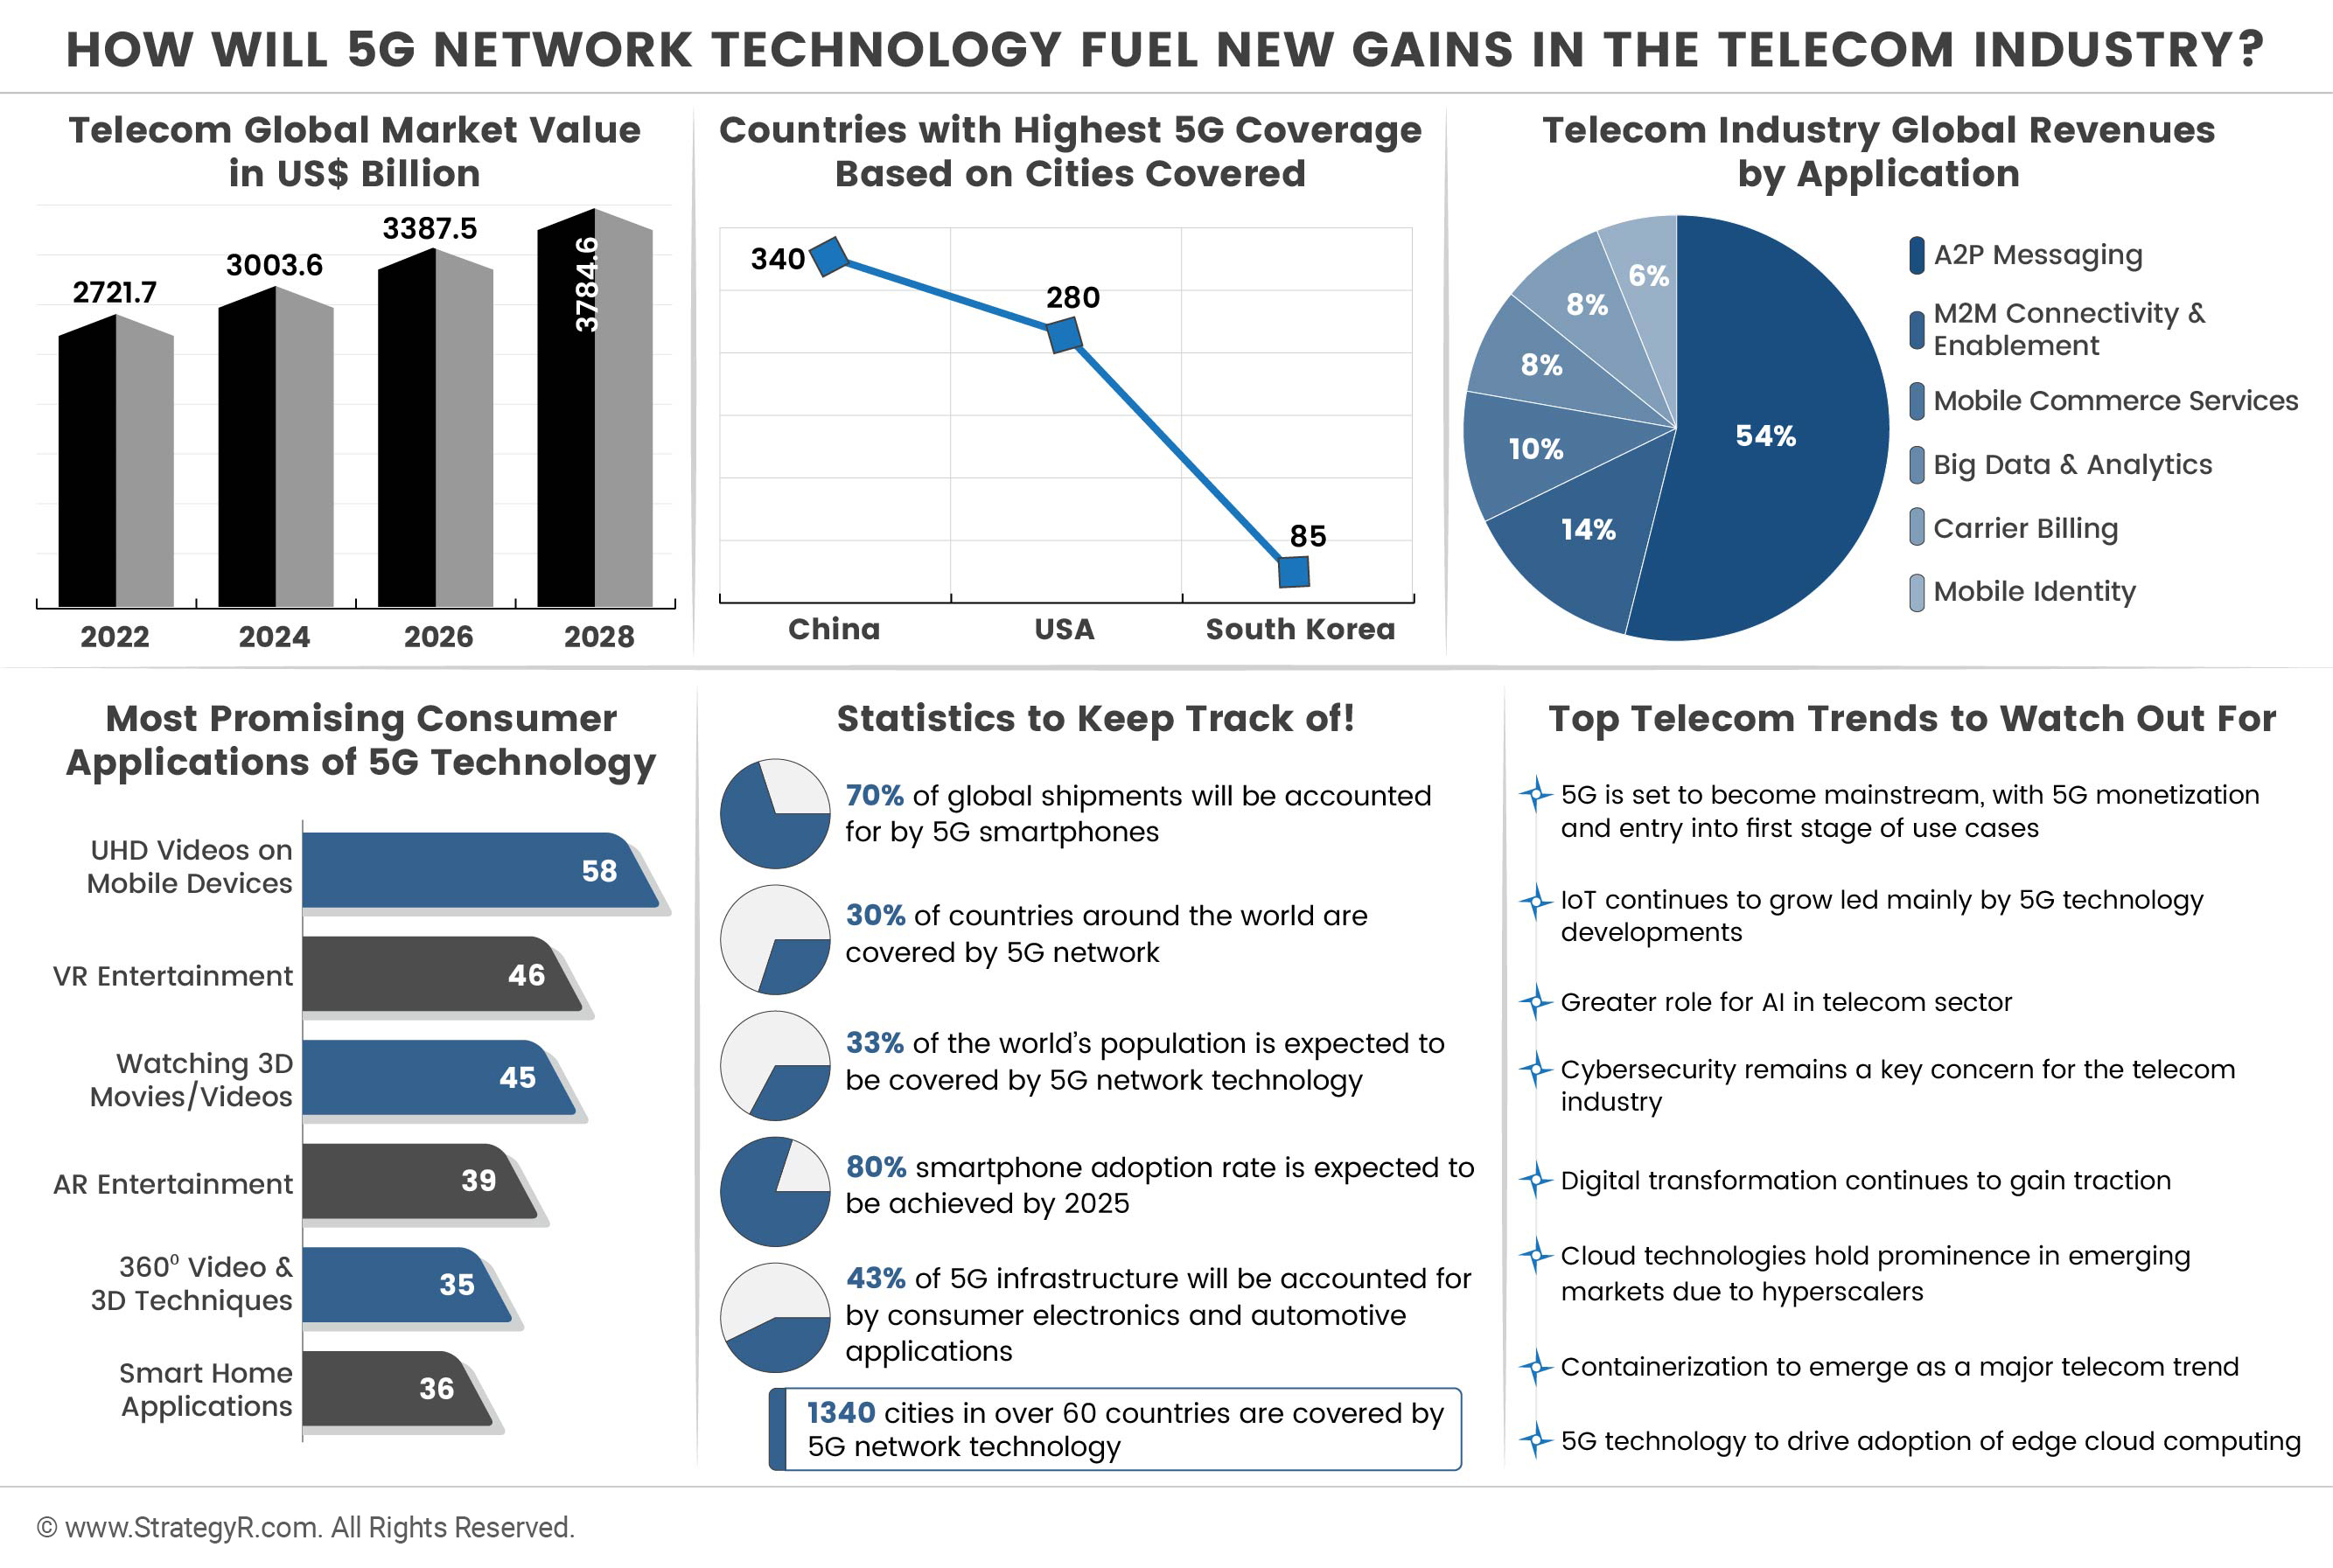 HOW WILL 5G NETWORK TECHNOLOGY FUEL NEW GAINS IN THE TELECOM INDUSTRY?
Telecom Global Market Value
in US$ Billion
2721.7
3003.6
3387.5
3784.6
2022
2024
2026
2028
Countries with Highest 5G Coverage
Based on Cities Covered
340
280
85
China
USA
South Korea
Telecom Industry Global Revenues
by Application
54%
14%
10%
8%
8%
6%
A2P Messaging
M2M Connectivity &
Enablement
Mobile Commerce Services
Big Data & Analytics
Carrier Billing
Mobile Identity
Most Promising Consumer
Applications of 5G Technology
UHD Videos on
Mobile Devices
58
VR Entertainment
46
Watching 3D
Movies/Videos
45
AR Entertainment
39
360⁰ Video &
3D Techniques
35
Smart Home
Applications
36
Statistics to Keep Track of!
70% of global shipments will be accounted
for by 5G smartphones
30% of countries around the world are
covered by 5G network
33% of the world’s population is expected to
be covered by 5G network technology
80% smartphone adoption rate is expected to
be achieved by 2025
43% of 5G infrastructure will be accounted for
by consumer electronics and automotive
applications
1340 cities in over 60 countries are covered by
5G network technology
Top Telecom Trends to Watch Out For
5G is set to become mainstream, with 5G monetization
and entry into first stage of use cases
IoT continues to grow led mainly by 5G technology
developments
Greater role for AI in telecom sector
Cybersecurity remains a key concern for the telecom
industry
Digital transformation continues to gain traction
Cloud technologies hold prominence in emerging
markets due to hyperscalers
Containerization to emerge as a major telecom trend
5G technology to drive adoption of edge cloud computing
© www.StrategyR.com. All Rights Reserved.